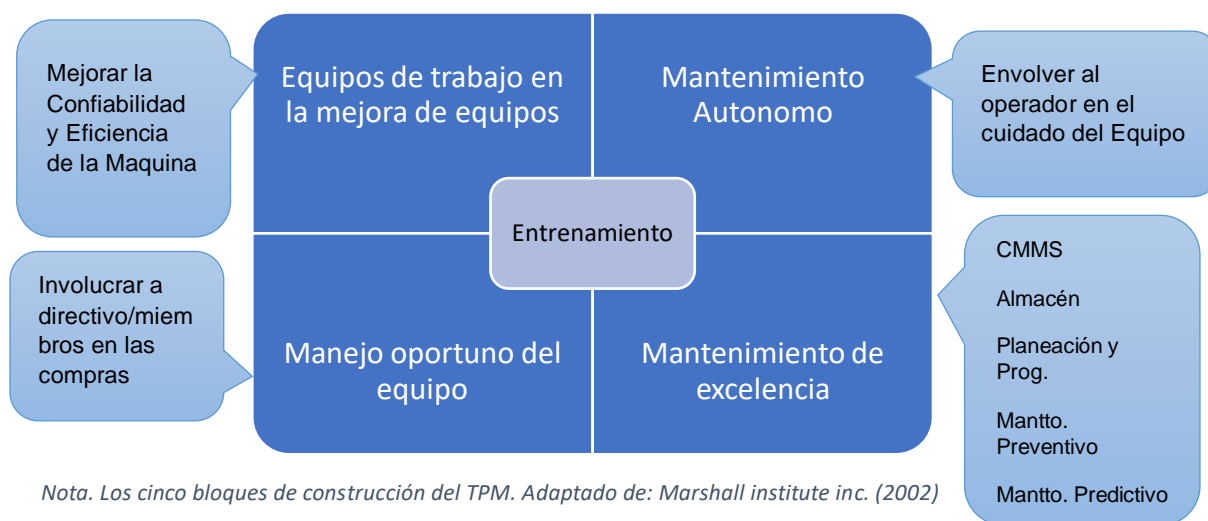 Mejorar la
Confiabilidad
y Eficiencia
de la Maquina
Equipos de trabajo en
la mejora de equipos
Mantenimiento
Autonomo
Envolver al
operador en el
cuidado del Equipo
Entrenamiento
Involucrar a
directivo/miem
bros en las
compras
Manejo oportuno del
equipo
Mantenimiento de
excelencia
CMMS
Almacén
Planeación y
Prog.
Mantto.
Preventivo
Mantto. Predictivo
Nota. Los cinco bloques de construcción del TPM. Adaptado de: Marshall institute inc. (2002)